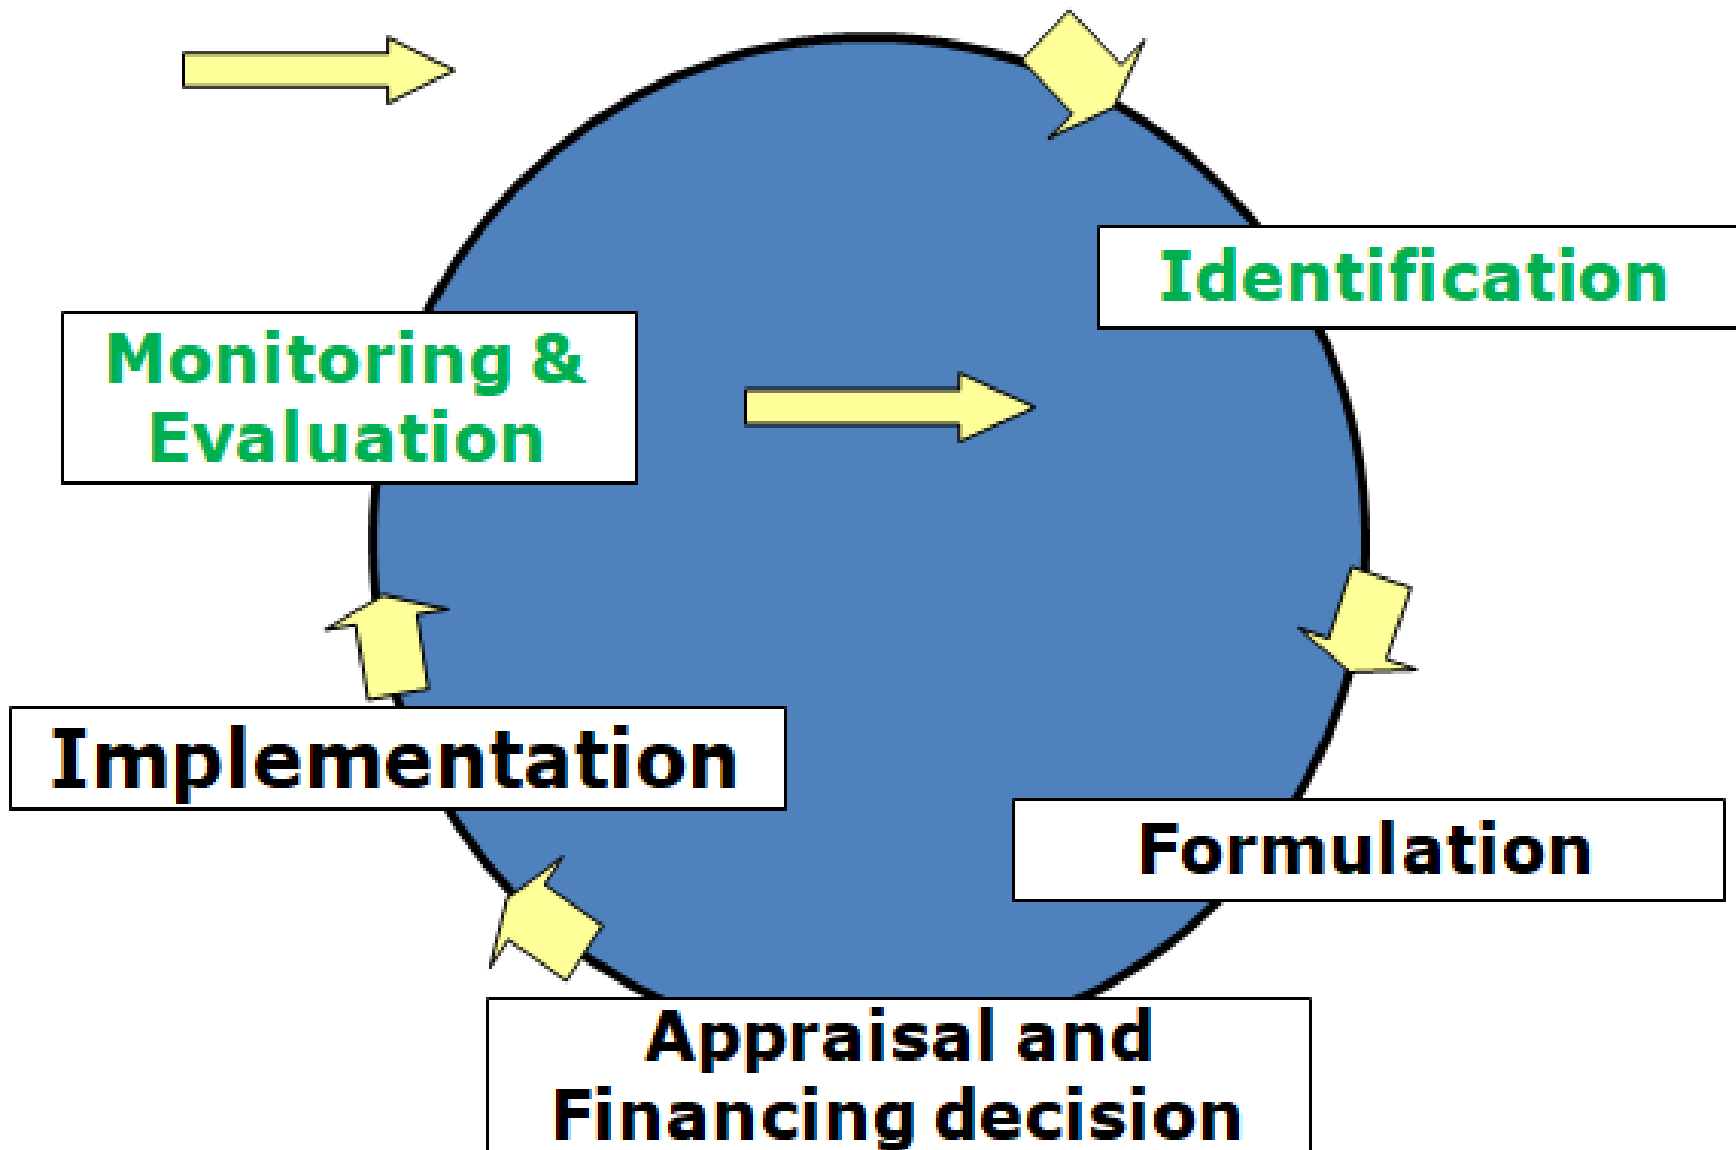 Identification
Monitoring &
Evaluation
Implementation
Formulation
Appraisal and
Financing decision